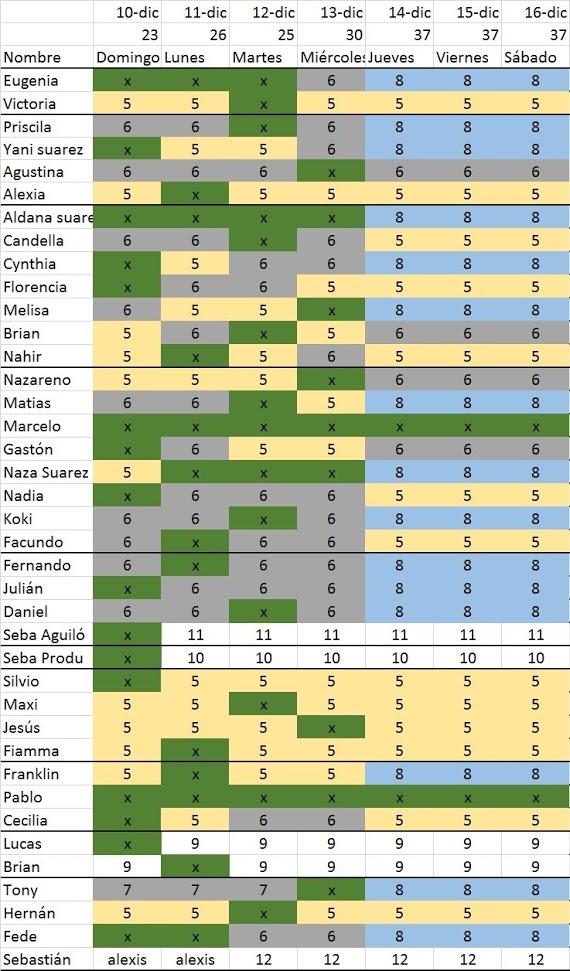 10-dic 11-dic 12-dic 13-dic 14-dic 15-dic 16-dic
23 26 25 30 37 37 37
Nombre Domingo Lunes Martes Miércoles Jueves Viernes Sábado
Eugenia x x x 6 8 8 8
Victoria 5 5 x 5 5 5 5
Priscila 6 6 x 6 8 8 8
Yani suarez x 5 5 6 8 8 8
Agustina 6 6 6 x 6 6 6
Alexia 5 x 5 5 5 5 5
Aldana suare x x x x 8 8 8
Candella 6 6 x 6 5 5 5
Cynthia x 5 6 6 8 8 8
Florencia x 6 6 5 5 5 5
Melisa 6 5 5 x 8 8 8
Brian 5 6 x 5 6 6 6
Nahir 5 x 5 6 5 5 5
Nazareno 5 5 5 x 6 6 6
Matias 6 6 x 5 8 8 8
Marcelo x x x x x x x
Gastón x 6 5 5 6 6 6
Naza Suarez 5 x x x 8 8 8
Nadia x 6 6 6 5 5 5
Koki 6 6 x 6 8 8 8
Facundo 6 x 6 6 5 5 5
Fernando 6 x 6 6 8 8 8
Julián x 6 6 6 8 8 8
Daniel 6 6 x 6 8 8 8
Seba Aguiló x 11 11 11 11 11 11
Seba Produ x 10 10 10 10 10 10
Silvio x 5 5 5 5 5 5
Maxi 5 5 x 5 5 5 5
Jesús 5 5 5 x 5 5 5
Fiamma 5 x 5 5 5 5 5
Franklin 5 x 5 5 8 8 8
Pablo x x x x x x x
Cecilia x 5 6 6 5 5 5
Lucas x 9 9 9 9 9 9
Brian 9 x 9 9 9 9 9
Tony 7 7 7 x 8 8 8
Hernán 5 5 x 5 5 5 5
Fede x x 6 6 8 8 8
Sebastián alexis alexis 12 12 12 12 12